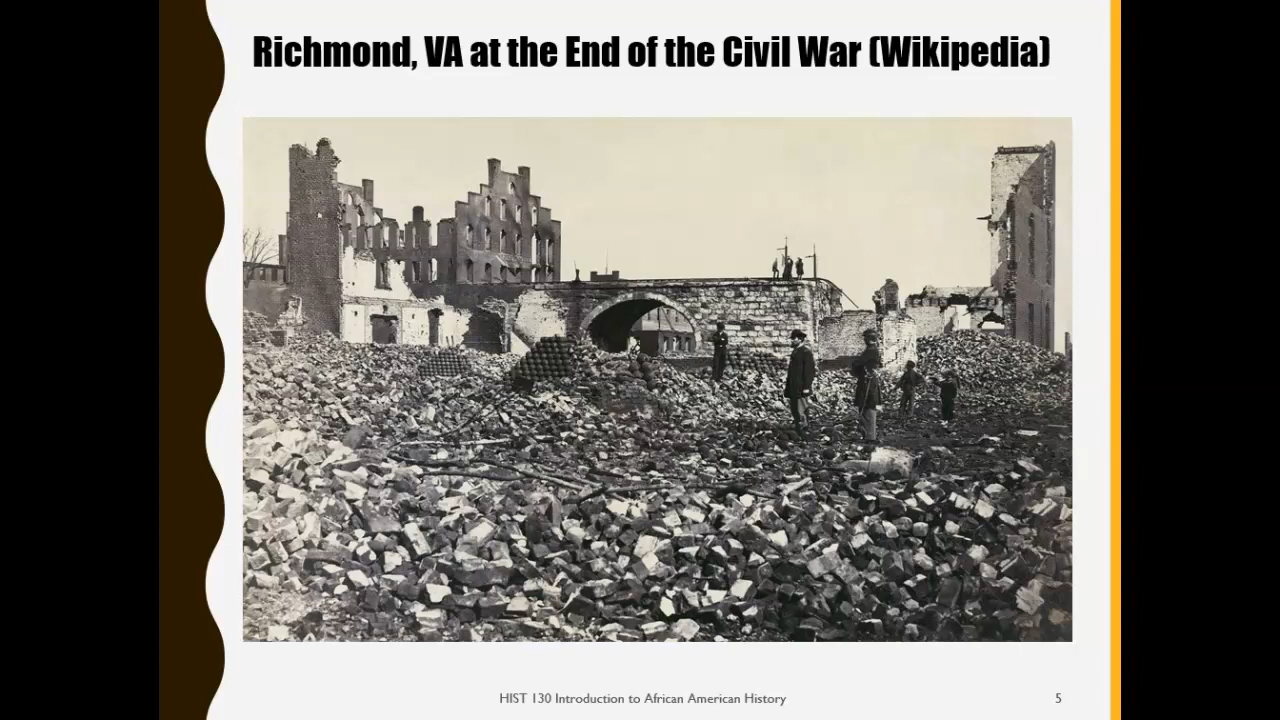 Richmond, VA at the End of the Civil War (Wikipedia)
HIST 130 Introduction to African American History
5